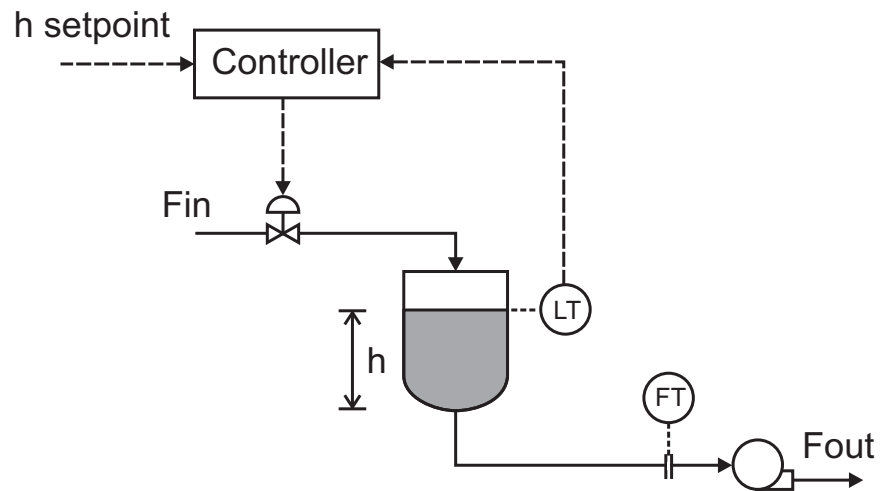 h setpoint
Controller
Fin
LT
h
FT
Fout